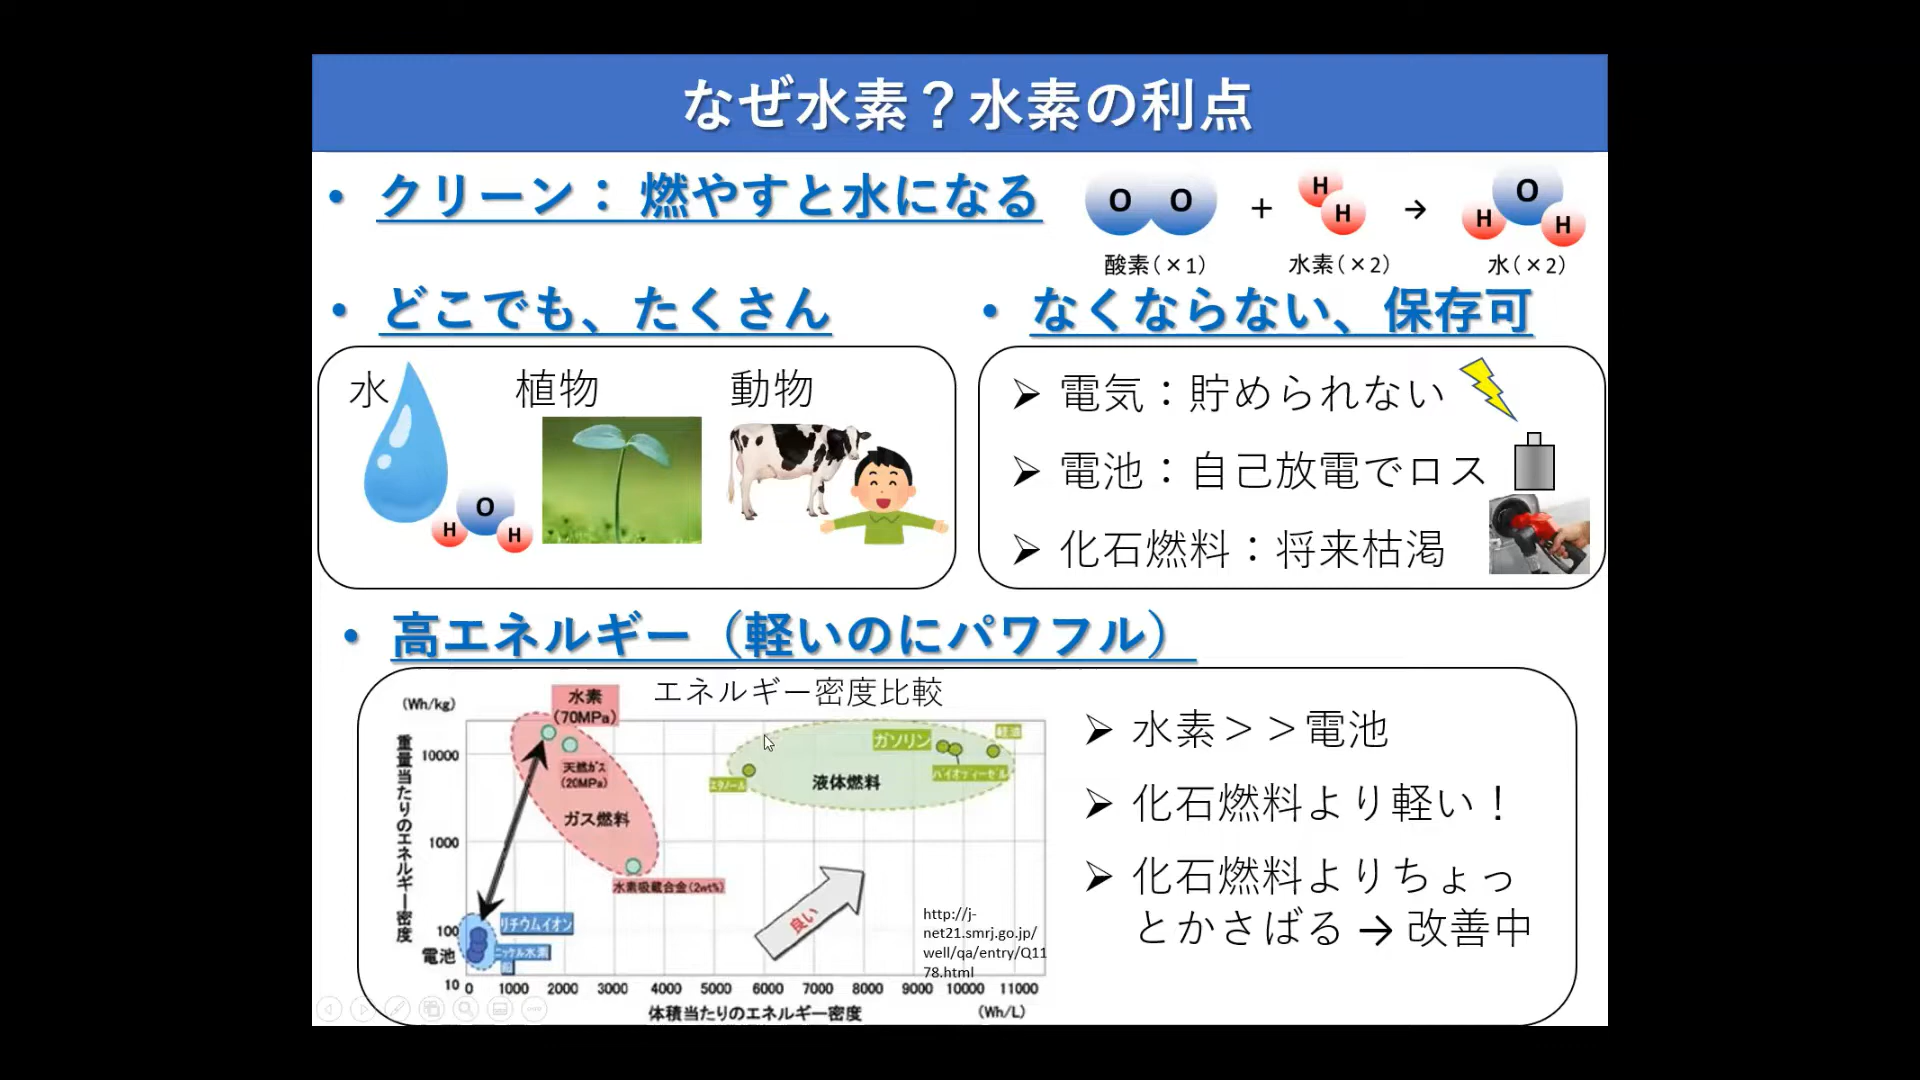 なぜ水素？水素の利点
• クリーン： 燃やすと水になる
O O + H H → H O H
酸素（×1） 水素（×2） 水（×2）
• どこでも、たくさん
水 植物 動物
H O H
• なくならない、保存可
➢ 電気：貯められない
➢ 電池：自己放電でロス
➢ 化石燃料：将来枯渇
• 高エネルギー（軽いのにパワフル）
エネルギー密度比較
(Wh/kg)
重量当たりのエネルギー密度
10000
1000
100
10
電池
水素
(70MPa)
天然ガス
(20MPa)
ガス燃料
水素吸蔵合金(2wt%)
リチウムイオン
ニッケル水素
エタノール
液体燃料
ガソリン
軽油
バイオディーゼル
良い
http://j-
net21.smrj.go.jp/
well/qa/entry/Q11
78.html
0 1000 2000 3000 4000 5000 6000 7000 8000 9000 10000 11000
体積当たりのエネルギー密度 (Wh/L)
➢ 水素＞＞電池
➢ 化石燃料より軽い！
➢ 化石燃料よりちょっ
とかさばる → 改善中